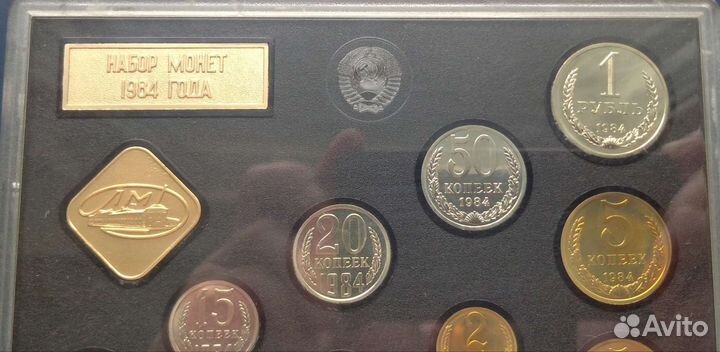 НАБОР МОНЕТ
1984 ГОДА
1
РУБЛЬ
1984
50
КОПЕЕК
1984
ЛМД
20
КОПЕЕК
1984
5
КОПЕЕК
1984
15
КОПЕЕК
2
Avito